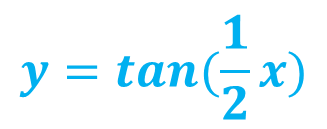 y = tan(1/2 x)